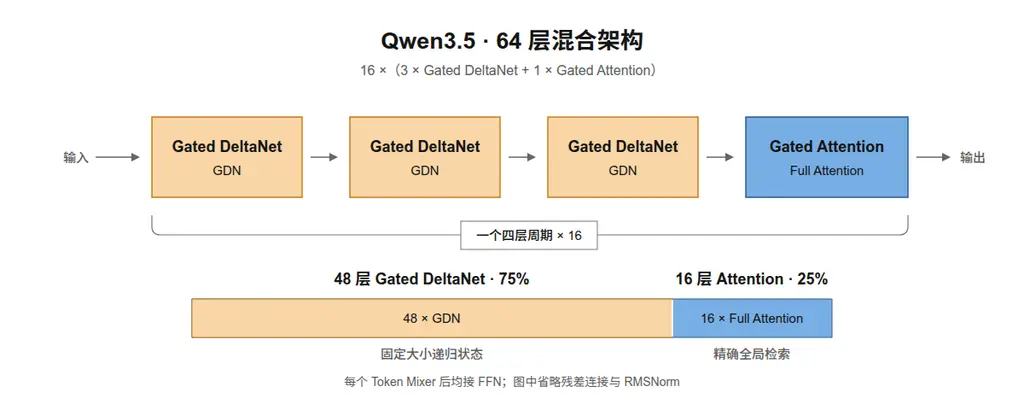 Qwen3.5 · 64 层混合架构
16 ×（3 × Gated DeltaNet + 1 × Gated Attention）
输入
Gated DeltaNet
GDN
Gated DeltaNet
GDN
Gated DeltaNet
GDN
Gated Attention
Full Attention
输出
一个四层周期 × 16
48 层 Gated DeltaNet · 75%
16 层 Attention · 25%
48 × GDN
16 × Full Attention
固定大小递归状态
精确全局检索
每个 Token Mixer 后均接 FFN；图中省略残差连接与 RMSNorm